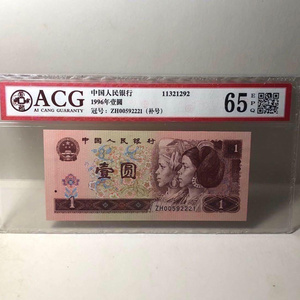 ACG
AI CANG GUARANTY
中国人民银行 11321292
1996年壹圆
冠号：ZH00592221（补号）
65 EPQ
中国人民银行
1
壹圆
ZH00592221
1
1